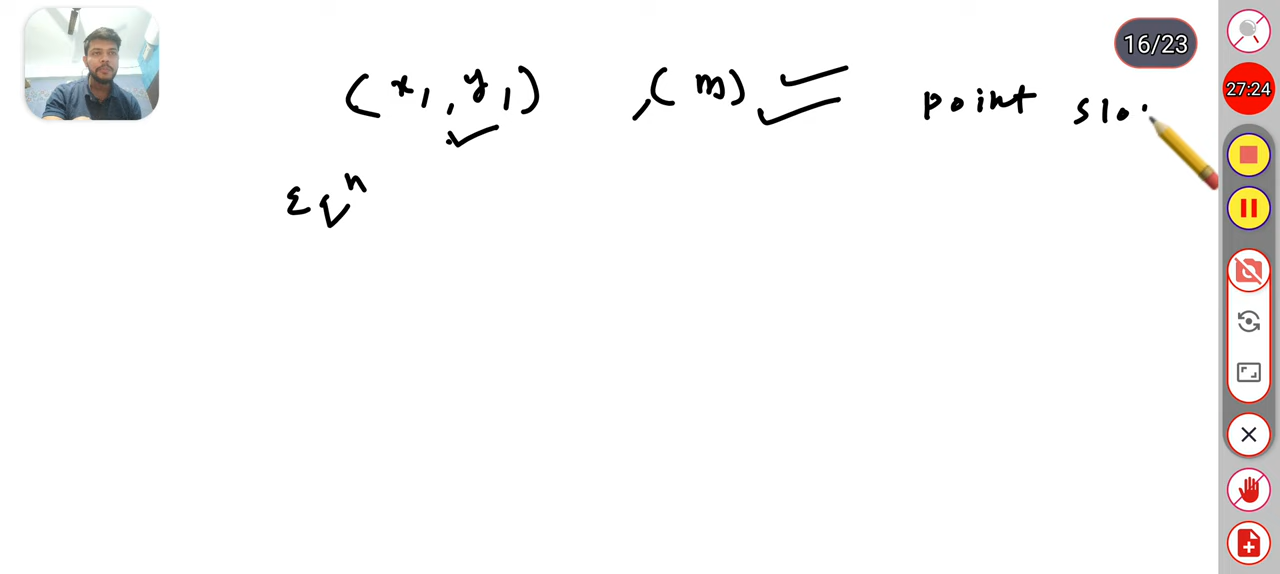 (x1, y1) , (m) point slo
Eqn
16/23
27:24